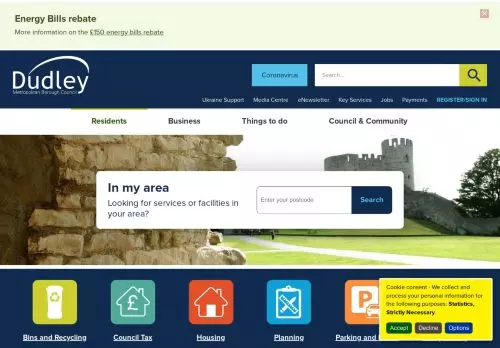 Energy Bills rebate
More information on the £150 energy bills rebate
Dudley
Metropolitan Borough Council
Coronavirus
Search...
Ukraine Support
Media Centre
eNewsletter
Key Services
Jobs
Payments
REGISTER/SIGN IN
Residents
Business
Things to do
Council & Community
In my area
Looking for services or facilities in
your area?
Enter your postcode
Search
Bins and Recycling
Council Tax
Housing
Planning
Parking and
Cookie consent - We collect and
process your personal information for
the following purposes: Statistics,
Strictly Necessary.
Accept
Decline
Options